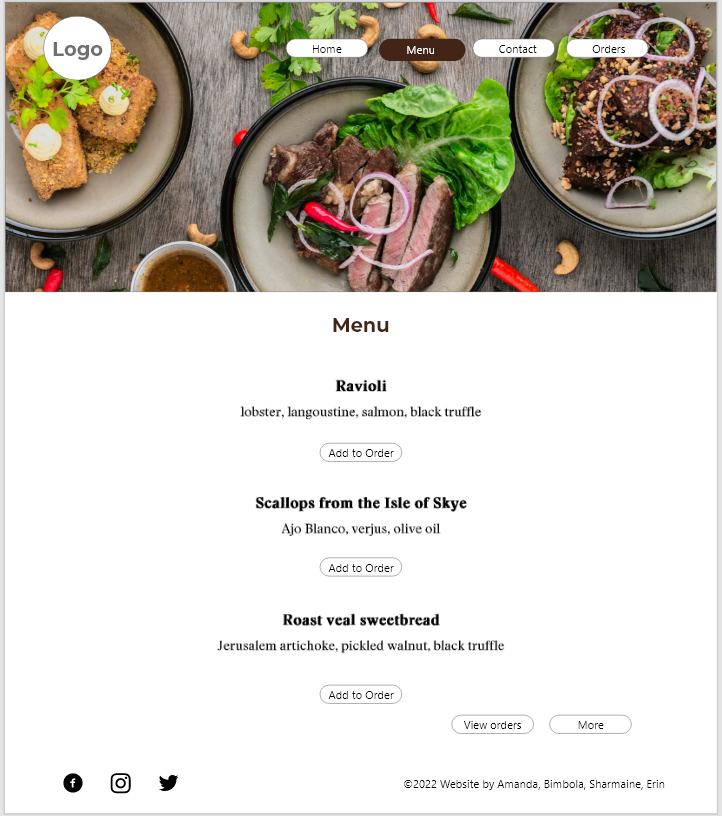 Logo
Home
Menu
Contact
Orders
Menu
Ravioli
lobster, langoustine, salmon, black truffle
Add to Order
Scallops from the Isle of Skye
Ajo Blanco, verjus, olive oil
Add to Order
Roast veal sweetbread
Jerusalem artichoke, pickled walnut, black truffle
Add to Order
View orders
More
©2022 Website by Amanda, Bimbola, Sharmaine, Erin